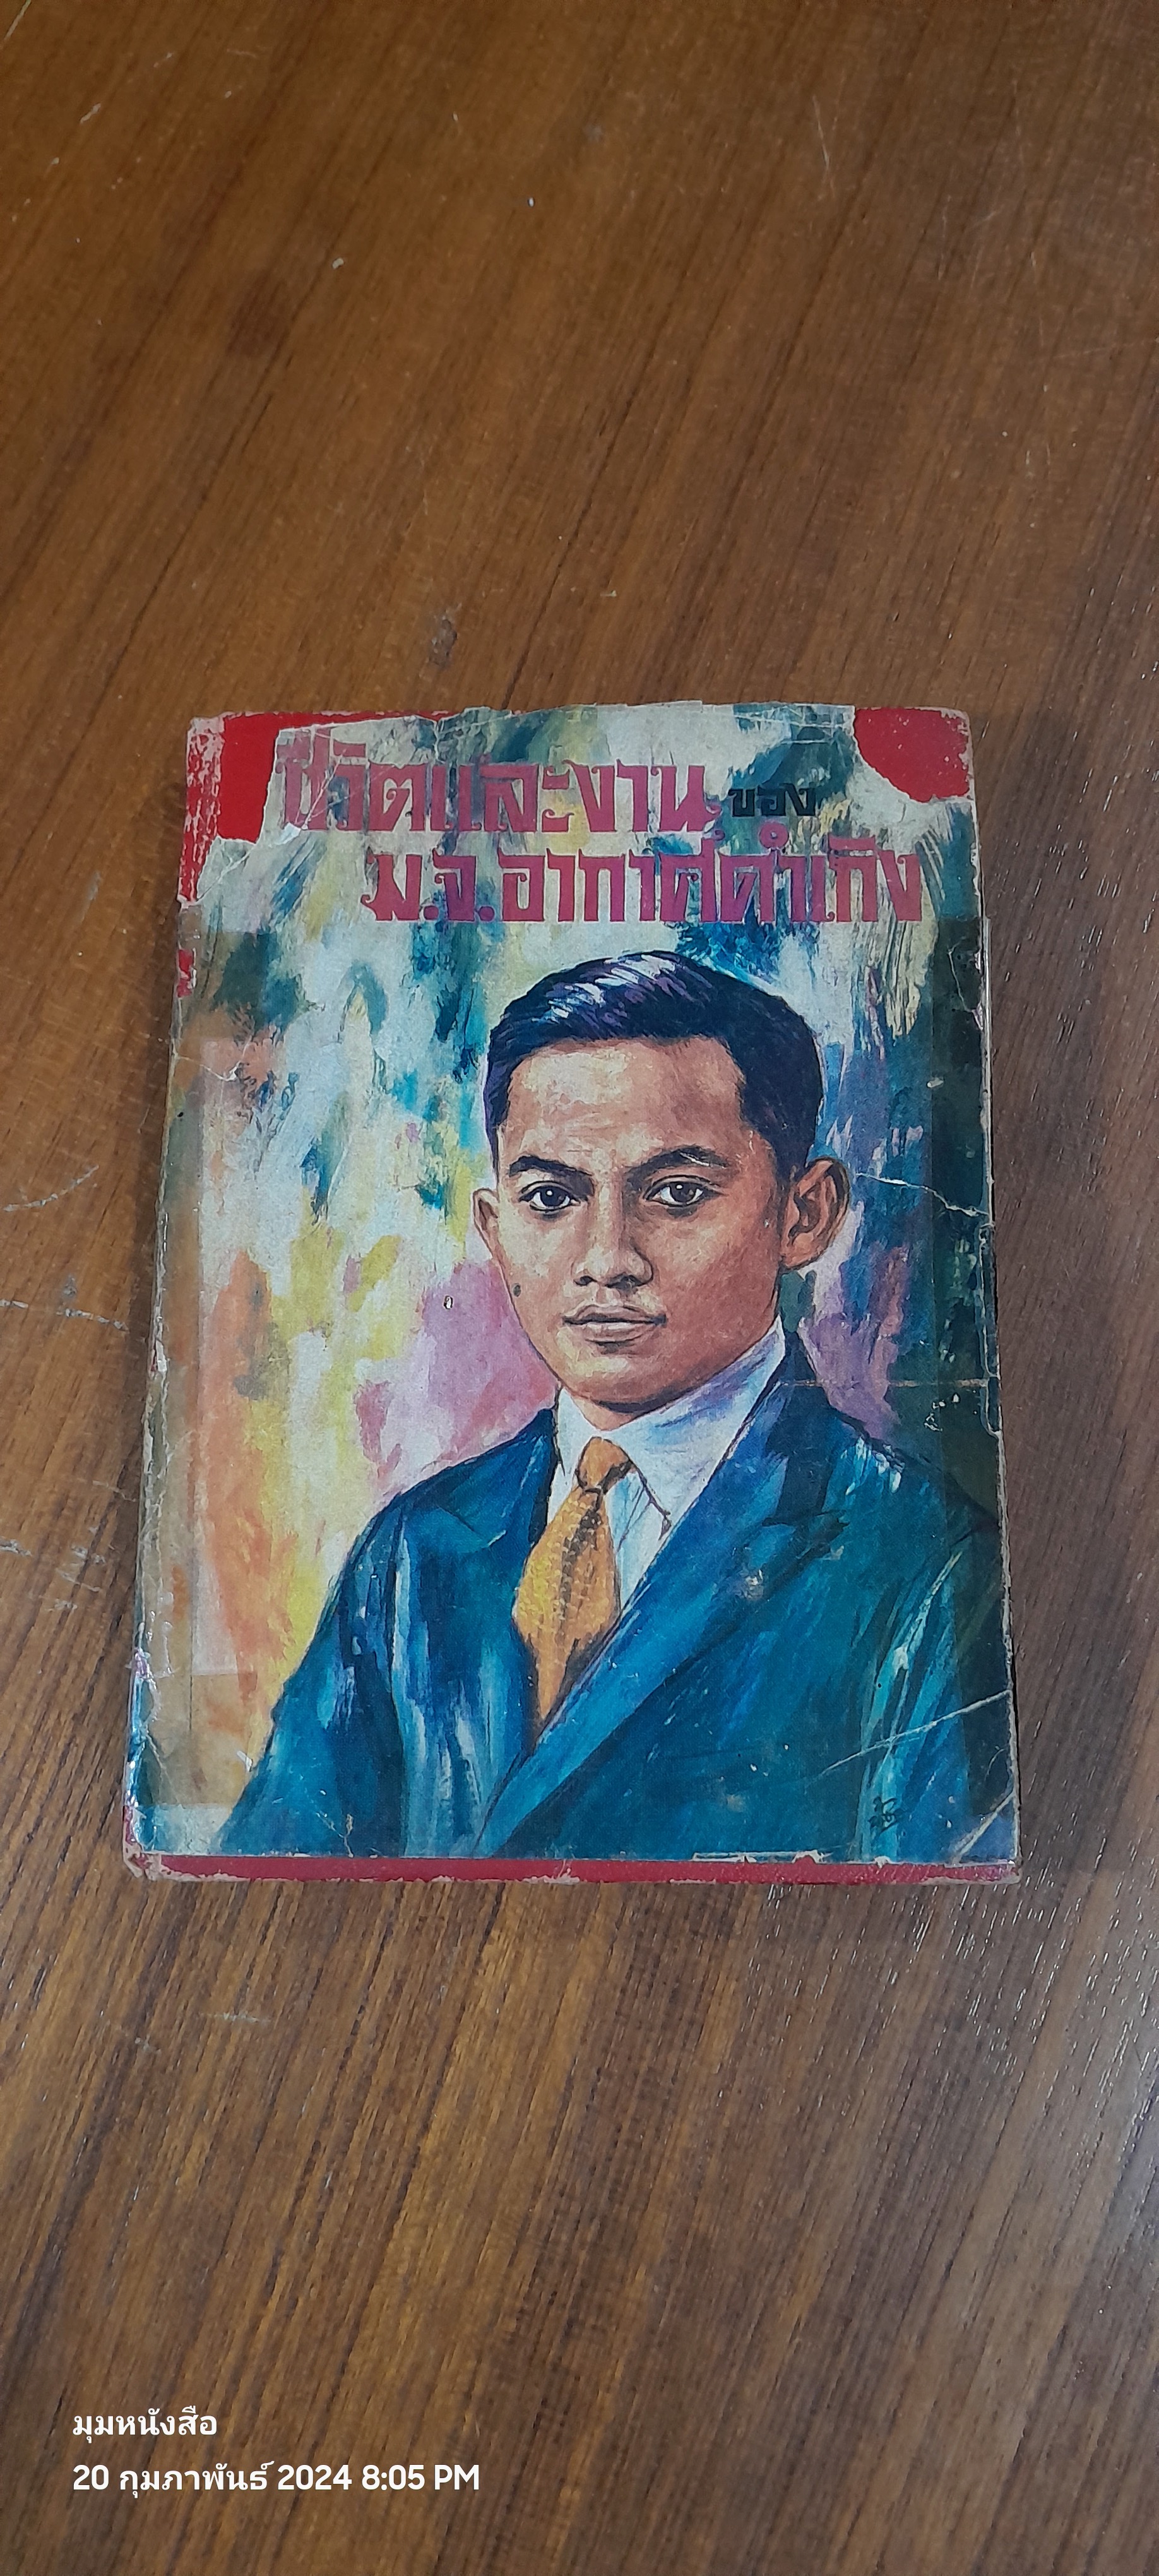 ชีวิตและงาน ของ
ม.จ.อากาศดำเกิง
มุมหนังสือ
20 กุมภาพันธ์ 2024 8:05 PM